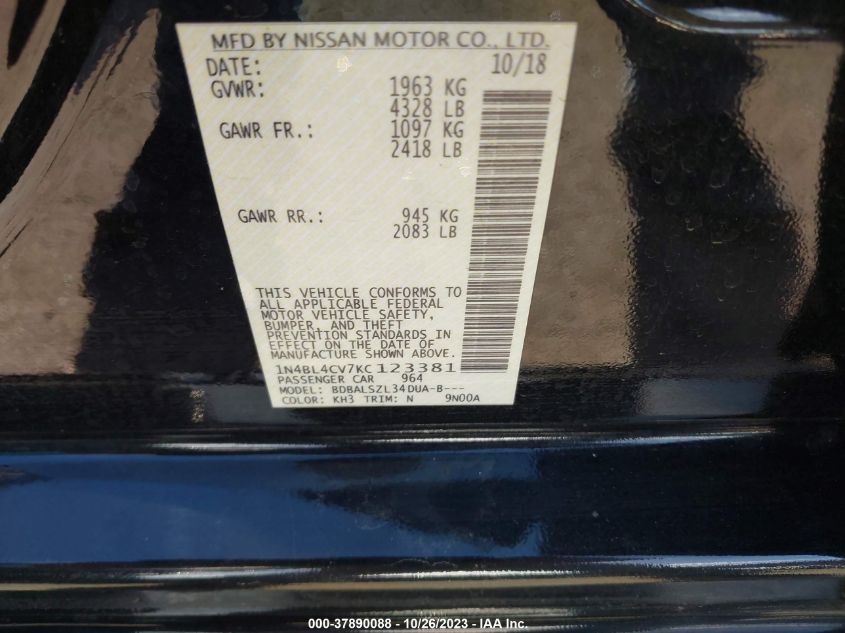 MFD BY NISSAN MOTOR CO., LTD.
DATE: 10/18
GVWR: 1963 KG
4328 LB
GAWR FR.: 1097 KG
2418 LB
GAWR RR.: 945 KG
2083 LB
THIS VEHICLE CONFORMS TO
ALL APPLICABLE FEDERAL
MOTOR VEHICLE SAFETY,
BUMPER, AND THEFT
PREVENTION STANDARDS IN
EFFECT ON THE DATE OF
MANUFACTURE SHOWN ABOVE.
1N4BL4CV7KC123381
PASSENGER CAR 964
MODEL: BDBALSZL34DUA-B---
COLOR: KH3 TRIM: N 9N00A
000-37890088 - 10/26/2023 - IAA Inc.